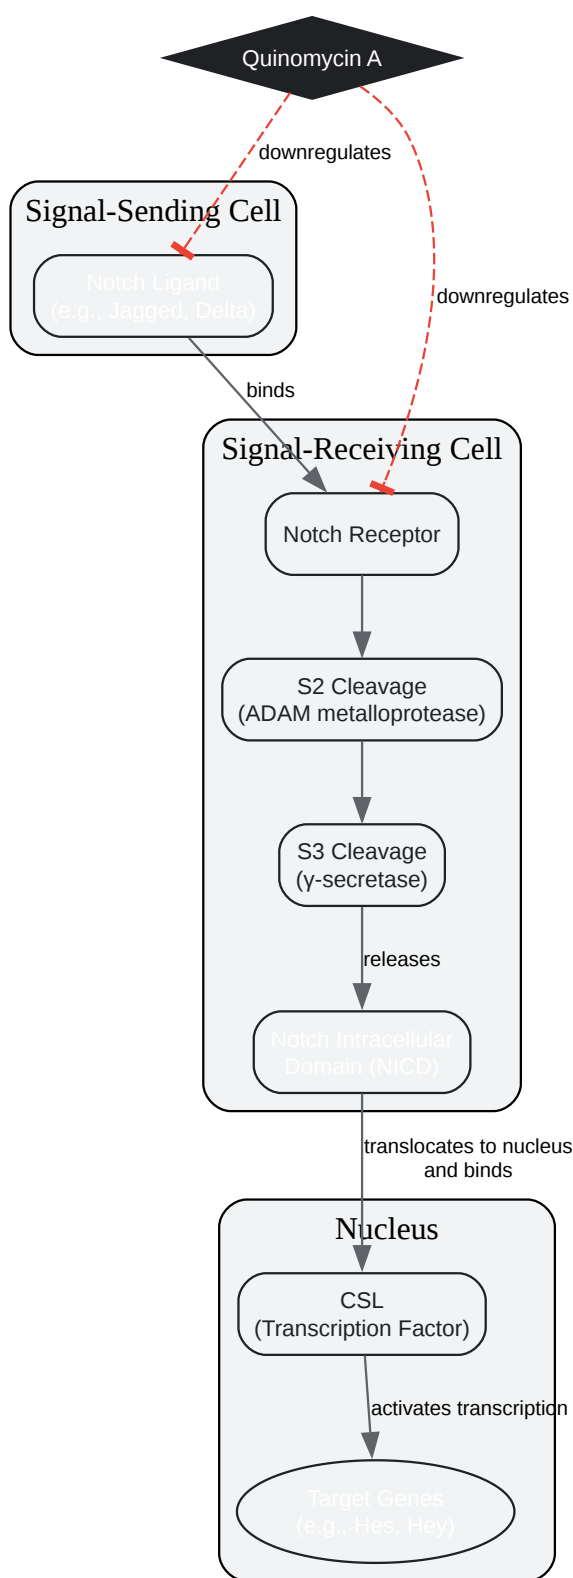 Quinomycin A
downregulates
Signal-Sending Cell
Notch Ligand
(e.g., Jagged, Delta)
downregulates
binds
Signal-Receiving Cell
Notch Receptor
S2 Cleavage
(ADAM metalloprotease)
S3 Cleavage
(γ-secretase)
releases
Notch Intracellular
Domain (NICD)
translocates to nucleus
and binds
Nucleus
CSL
(Transcription Factor)
activates transcription
Target Genes
(e.g., Hes, Hey)